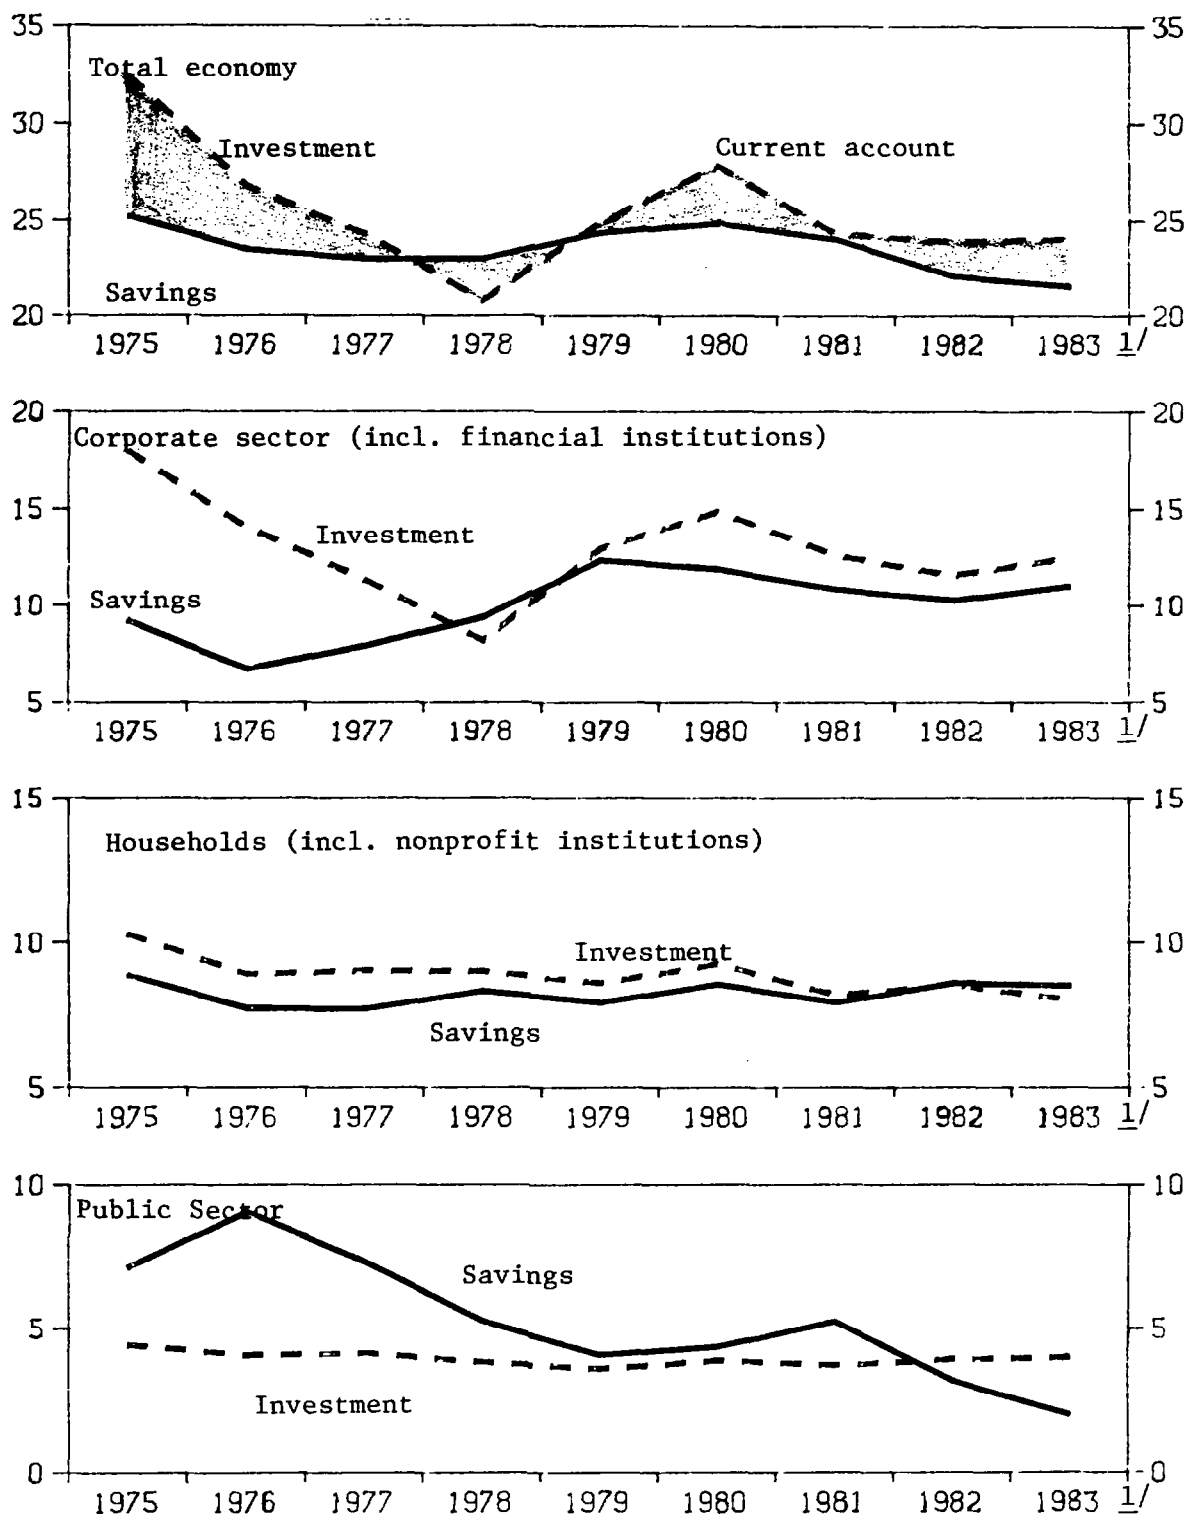 35 35
Total economy
30 Investment Current account 30
25 25
Savings
20 20
1975 1976 1977 1978 1979 1980 1981 1982 1983 1/
20 20
Corporate sector (incl. financial institutions)
15 15
Investment
Savings
10 10
5 5
1975 1976 1977 1978 1979 1980 1981 1982 1983 1/
15 15
Households (incl. nonprofit institutions)
10 Investment 10
Savings
5 5
1975 1976 1977 1978 1979 1980 1981 1982 1983 1/
10 10
Public Sector
Savings
5 5
Investment
0 0
1975 1976 1977 1978 1979 1980 1981 1982 1983 1/